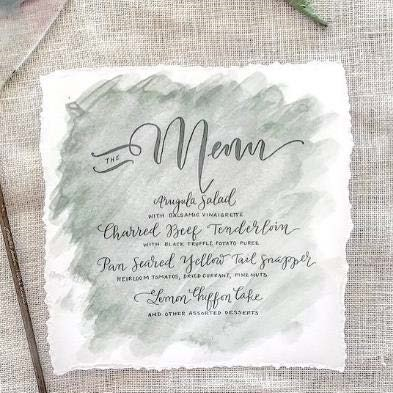 THE Menu
Arugula Salad
WITH BALSAMIC VINAIGRETTE
Charred Beef Tenderloin
WITH BLACK TRUFFLE POTATO PUREE
Pan Seared Yellow Tail Snapper
HEIRLOOM TOMATOS, DRIED CURRANT, PINE NUTS
Lemon Chiffon Cake
AND OTHER ASSORTED DESSERTS